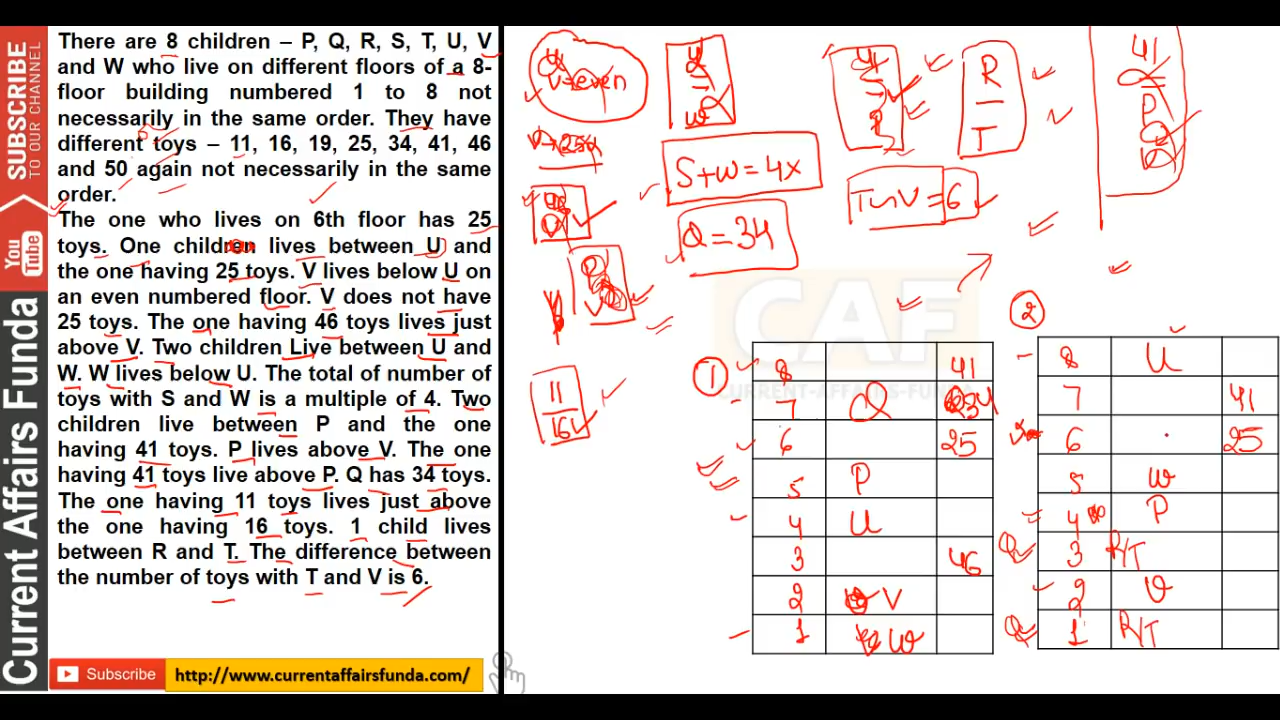 SUBSCRIBE
TO OUR CHANNEL
You Tube
Current Affairs Funda
There are 8 children – P, Q, R, S, T, U, V
and W who live on different floors of a 8-
floor building numbered 1 to 8 not
necessarily in the same order. They have
different toys – 11, 16, 19, 25, 34, 41, 46
and 50 again not necessarily in the same
order.
The one who lives on 6th floor has 25
toys. One children lives between U and
the one having 25 toys. V lives below U on
an even numbered floor. V does not have
25 toys. The one having 46 toys lives just
above V. Two children Live between U and
W. W lives below U. The total of number of
toys with S and W is a multiple of 4. Two
children live between P and the one
having 41 toys. P lives above V. The one
having 41 toys live above P. Q has 34 toys.
The one having 11 toys lives just above
the one having 16 toys. 1 child lives
between R and T. The difference between
the number of toys with T and V is 6.
Subscribe
http://www.currentaffairsfunda.com/
V=even
R
T
S+W=4x
Q=34
T~V=6
11
16
CAF
CURRENT-AFFAIRS-FUNDA
1
8 41
7 Q 34
6 25
5 P
4 U
3 46
2 V
1 W
2
8 U
7 41
6 25
5 W
4 P
3 R/T
2 V
1 R/T